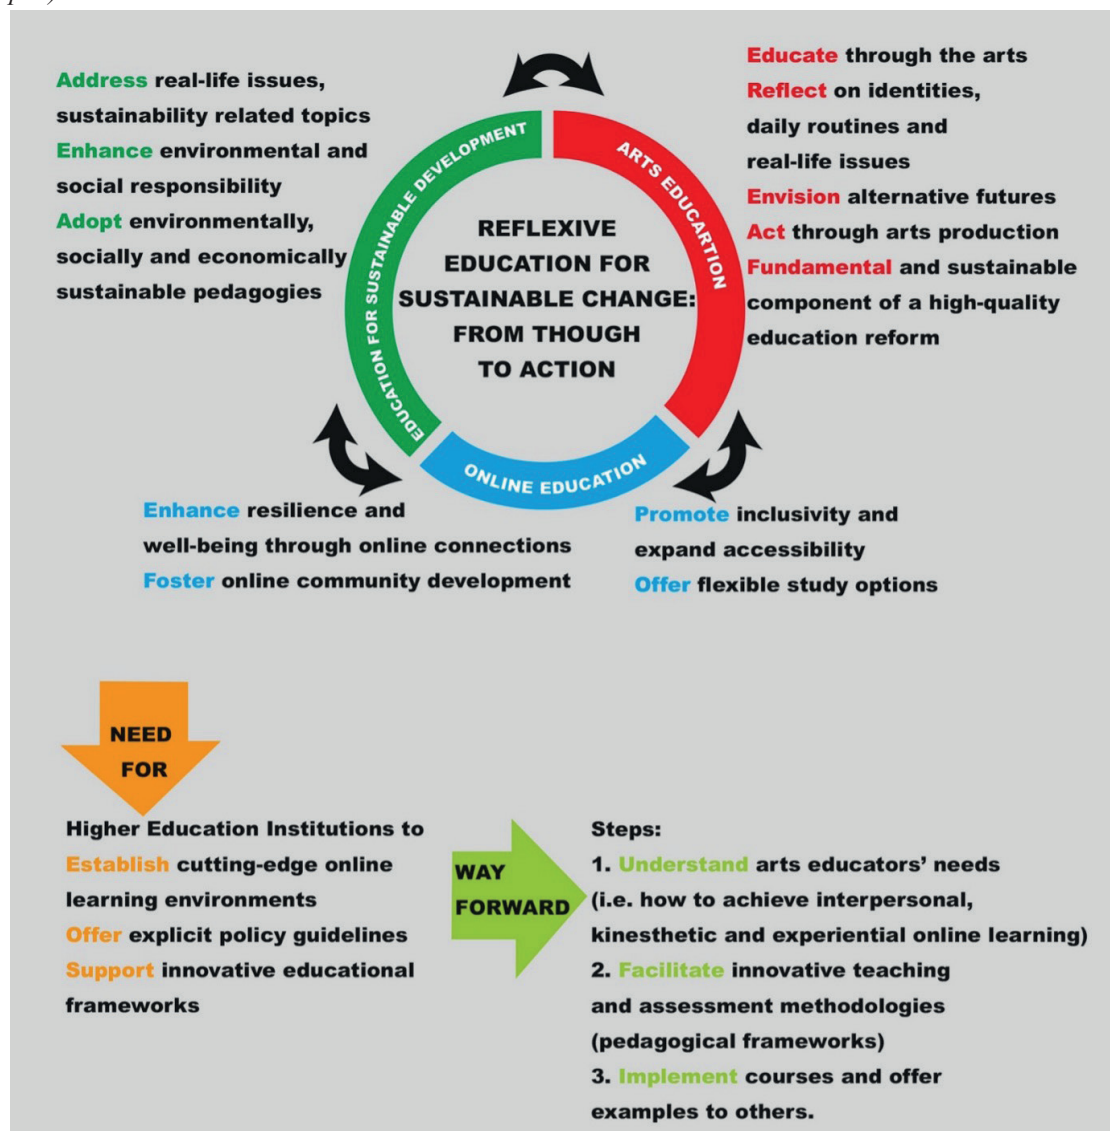 Address real-life issues,
sustainability related topics
Enhance environmental and
social responsibility
Adopt environmentally,
socially and economically
sustainable pedagogies
EDUCATION FOR SUSTAINABLE DEVELOPMENT
ARTS EDUCARTION
ONLINE EDUCATION
REFLEXIVE
EDUCATION FOR
SUSTAINABLE CHANGE:
FROM THOUGH
TO ACTION
Educate through the arts
Reflect on identities,
daily routines and
real-life issues
Envision alternative futures
Act through arts production
Fundamental and sustainable
component of a high-quality
education reform
Enhance resilience and
well-being through online connections
Foster online community development
Promote inclusivity and
expand accessibility
Offer flexible study options
NEED
FOR
Higher Education Institutions to
Establish cutting-edge online
learning environments
Offer explicit policy guidelines
Support innovative educational
frameworks
WAY
FORWARD
Steps:
1. Understand arts educators’ needs
(i.e. how to achieve interpersonal,
kinesthetic and experiential online learning)
2. Facilitate innovative teaching
and assessment methodologies
(pedagogical frameworks)
3. Implement courses and offer
examples to others.